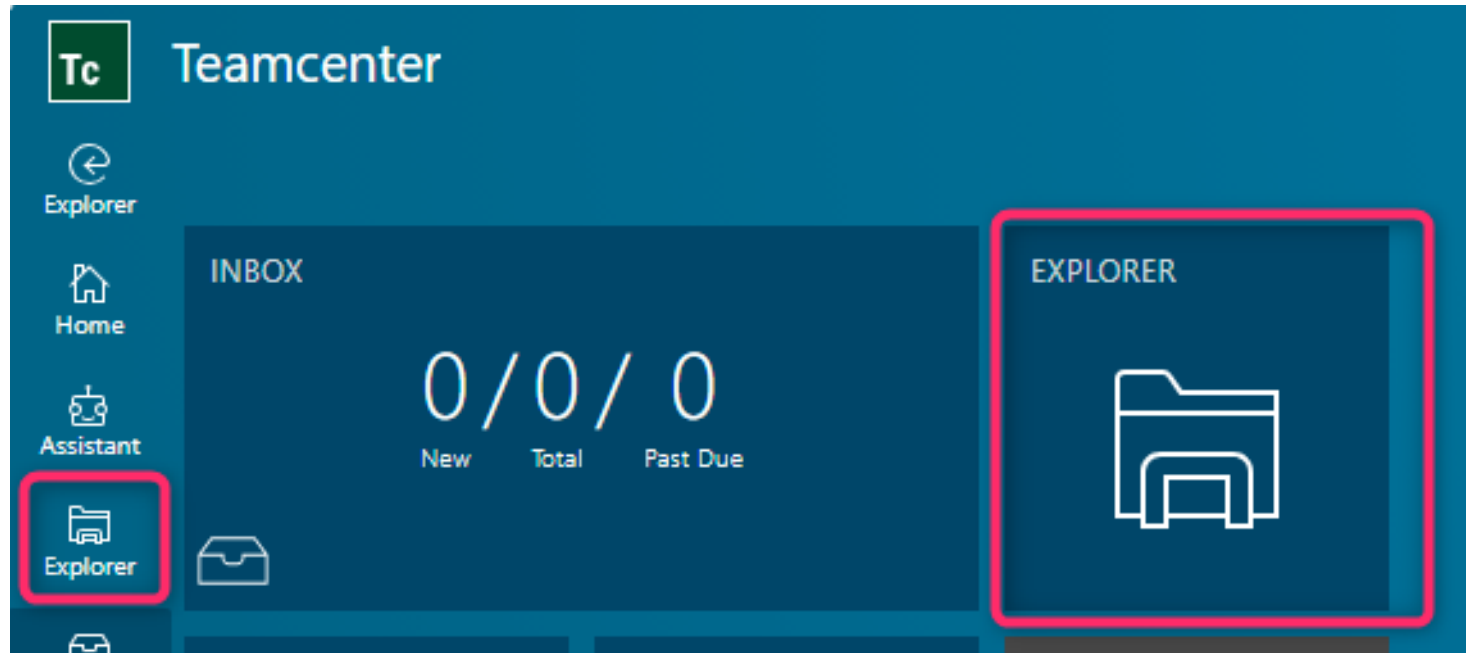 Tc Teamcenter
Explorer
Home
Assistant
Explorer
INBOX
0/0/ 0
New Total Past Due
EXPLORER